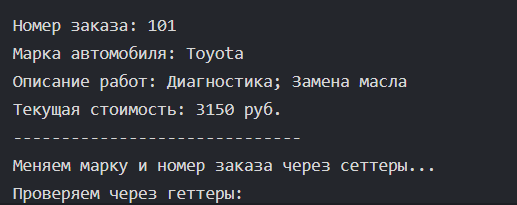 Номер заказа: 101
Марка автомобиля: Toyota
Описание работ: Диагностика; Замена масла
Текущая стоимость: 3150 руб.
------------------------------
Меняем марку и номер заказа через сеттеры...
Проверяем через геттеры: